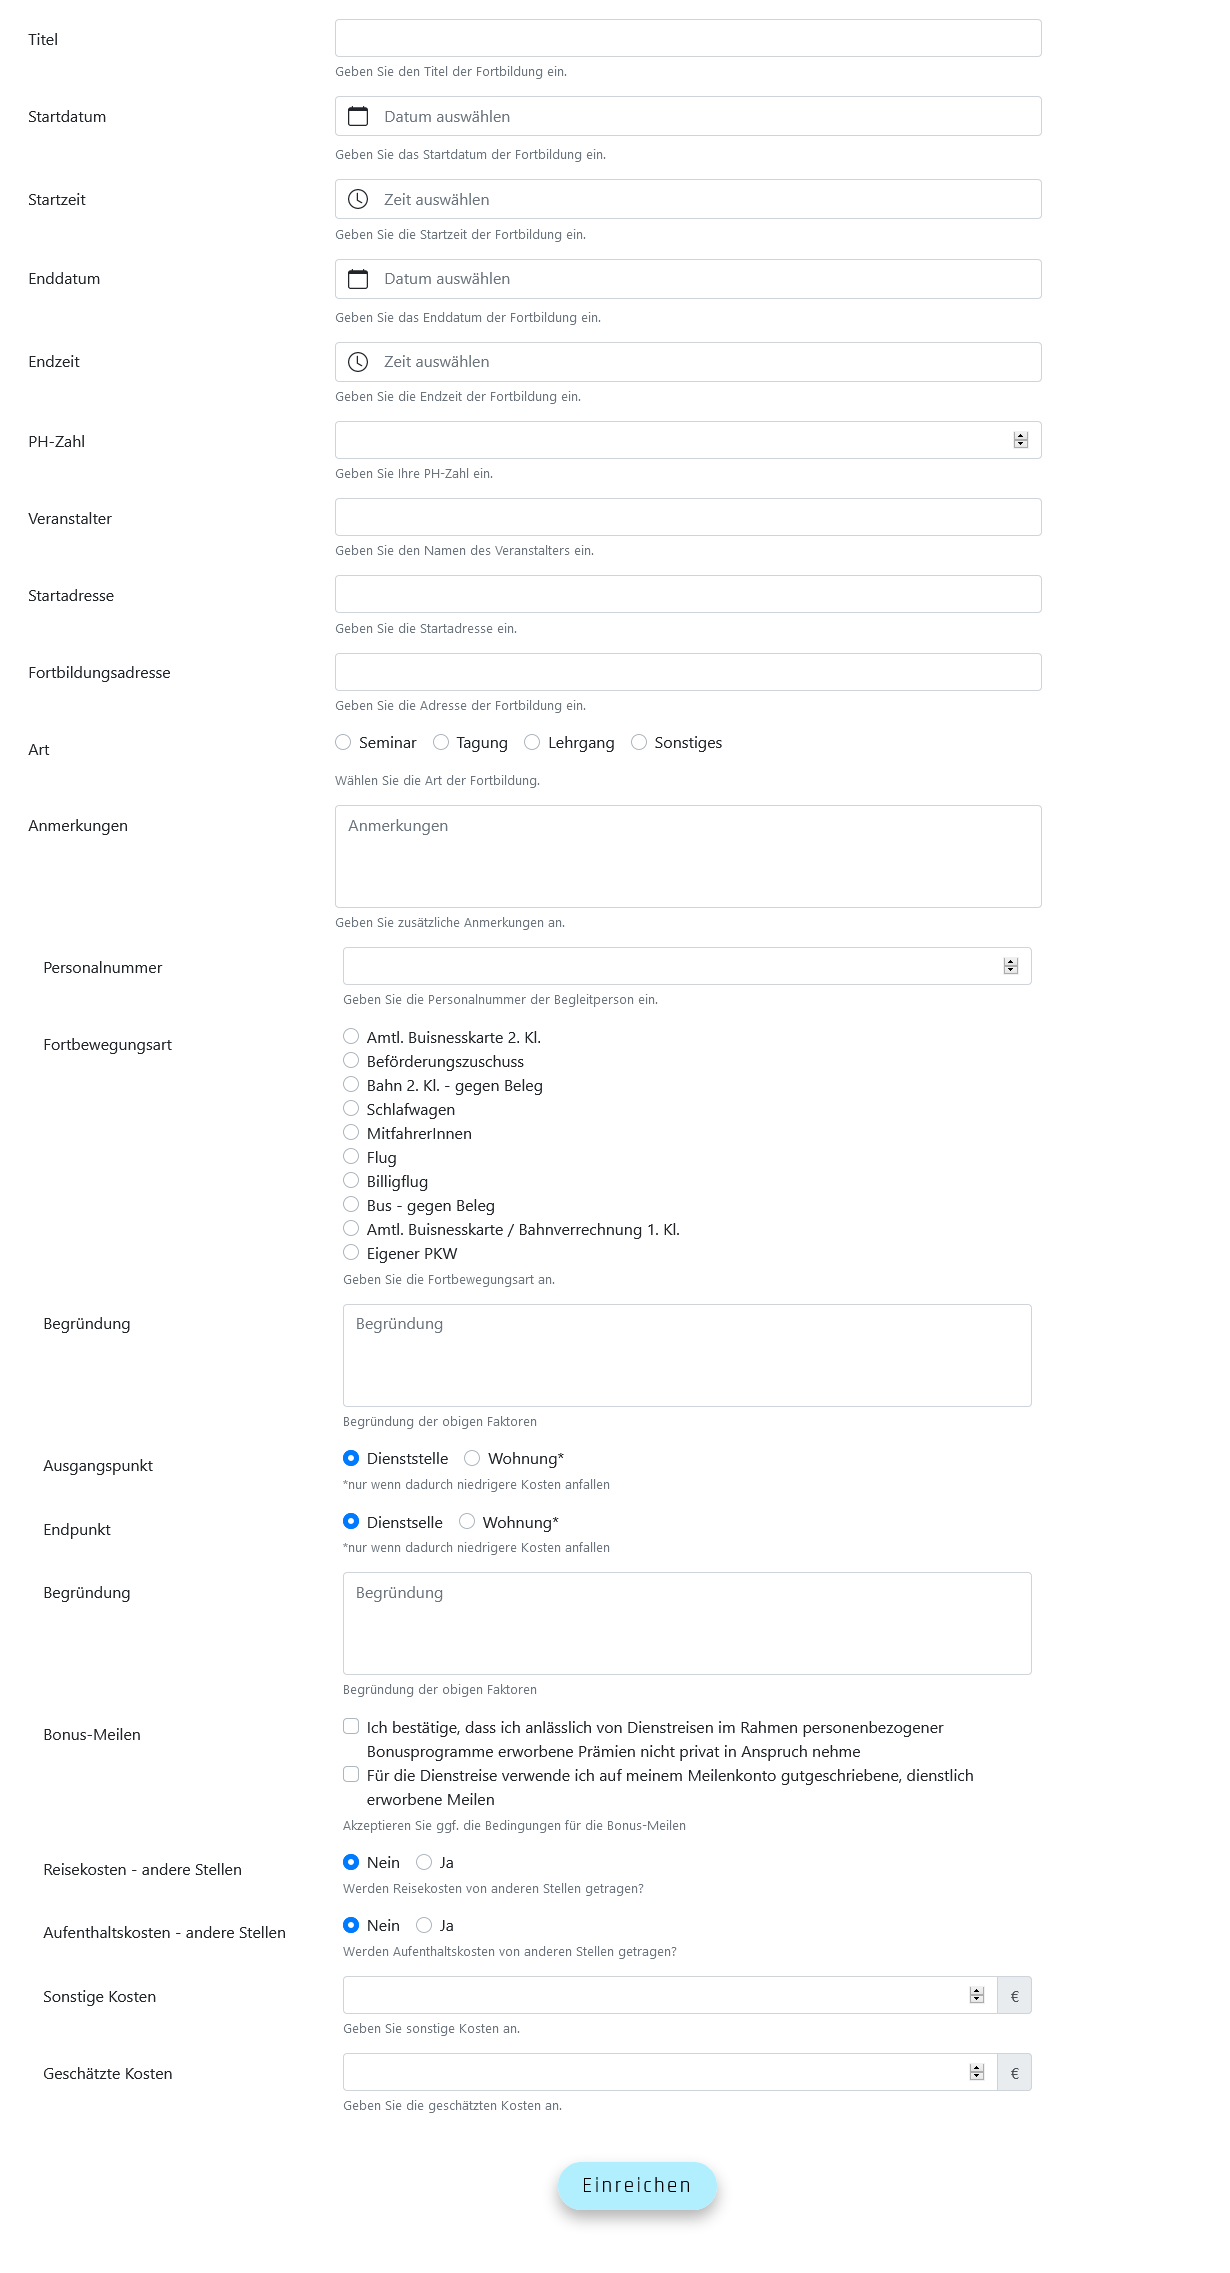 Titel
Geben Sie den Titel der Fortbildung ein.
Startdatum
Datum auswählen
Geben Sie das Startdatum der Fortbildung ein.
Startzeit
Zeit auswählen
Geben Sie die Startzeit der Fortbildung ein.
Enddatum
Datum auswählen
Geben Sie das Enddatum der Fortbildung ein.
Endzeit
Zeit auswählen
Geben Sie die Endzeit der Fortbildung ein.
PH-Zahl
Geben Sie Ihre PH-Zahl ein.
Veranstalter
Geben Sie den Namen des Veranstalters ein.
Startadresse
Geben Sie die Startadresse ein.
Fortbildungsadresse
Geben Sie die Adresse der Fortbildung ein.
Art
Seminar Tagung Lehrgang Sonstiges
Wählen Sie die Art der Fortbildung.
Anmerkungen
Anmerkungen
Geben Sie zusätzliche Anmerkungen an.
Personalnummer
Geben Sie die Personalnummer der Begleitperson ein.
Fortbewegungsart
Amtl. Buisnesskarte 2. Kl.
Beförderungszuschuss
Bahn 2. Kl. - gegen Beleg
Schlafwagen
MitfahrerInnen
Flug
Billigflug
Bus - gegen Beleg
Amtl. Buisnesskarte / Bahnverrechnung 1. Kl.
Eigener PKW
Geben Sie die Fortbewegungsart an.
Begründung
Begründung
Begründung der obigen Faktoren
Ausgangspunkt
Dienststelle Wohnung*
*nur wenn dadurch niedrigere Kosten anfallen
Endpunkt
Dienstselle Wohnung*
*nur wenn dadurch niedrigere Kosten anfallen
Begründung
Begründung
Begründung der obigen Faktoren
Bonus-Meilen
Ich bestätige, dass ich anlässlich von Dienstreisen im Rahmen personenbezogener
Bonusprogramme erworbene Prämien nicht privat in Anspruch nehme
Für die Dienstreise verwende ich auf meinem Meilenkonto gutgeschriebene, dienstlich
erworbene Meilen
Akzeptieren Sie ggf. die Bedingungen für die Bonus-Meilen
Reisekosten - andere Stellen
Nein Ja
Werden Reisekosten von anderen Stellen getragen?
Aufenthaltskosten - andere Stellen
Nein Ja
Werden Aufenthaltskosten von anderen Stellen getragen?
Sonstige Kosten
€
Geben Sie sonstige Kosten an.
Geschätzte Kosten
€
Geben Sie die geschätzten Kosten an.
Einreichen